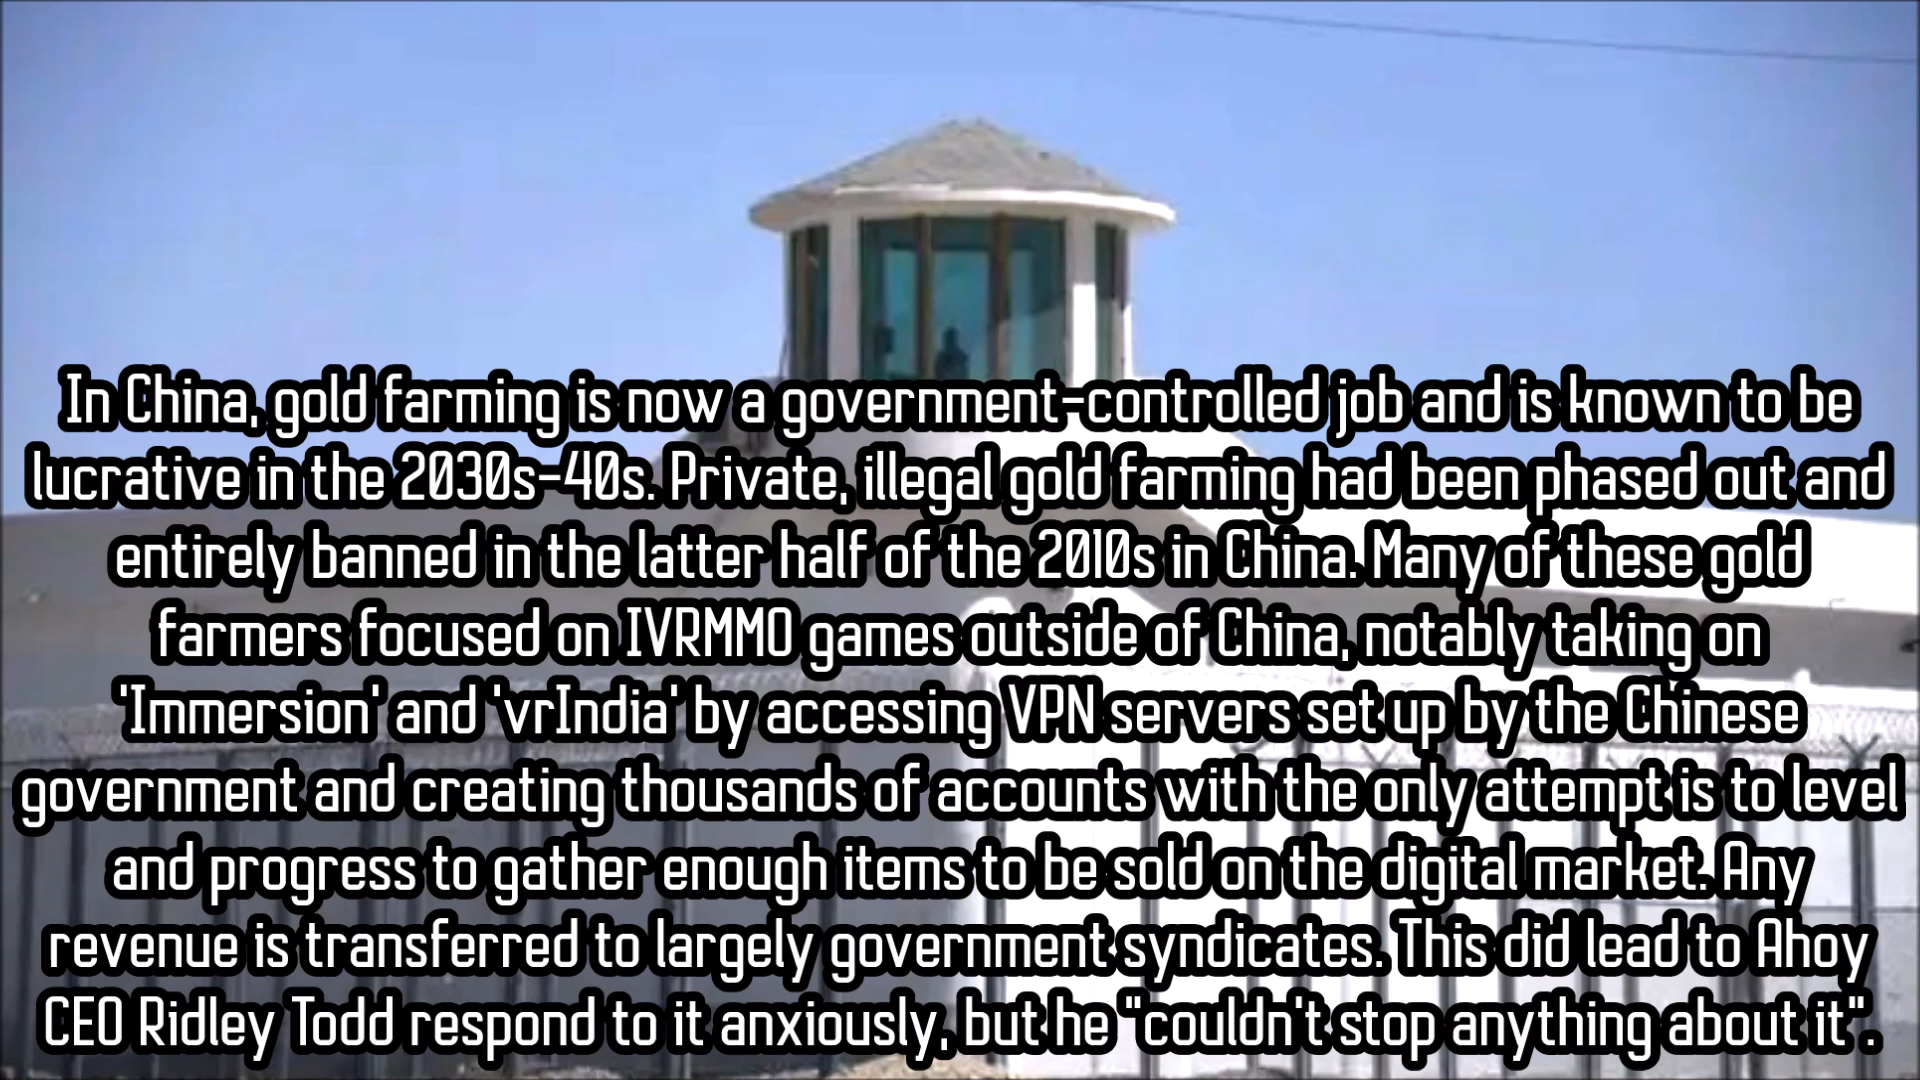 In China, gold farming is now a government-controlled job and is known to be
lucrative in the 2030s-40s. Private, illegal gold farming had been phased out and
entirely banned in the latter half of the 2010s in China. Many of these gold
farmers focused on IVRMMO games outside of China, notably taking on
'Immersion' and 'vrIndia' by accessing VPN servers set up by the Chinese
government and creating thousands of accounts with the only attempt is to level
and progress to gather enough items to be sold on the digital market. Any
revenue is transferred to largely government syndicates. This did lead to Ahoy
CEO Ridley Todd respond to it anxiously, but he "couldn't stop anything about it".